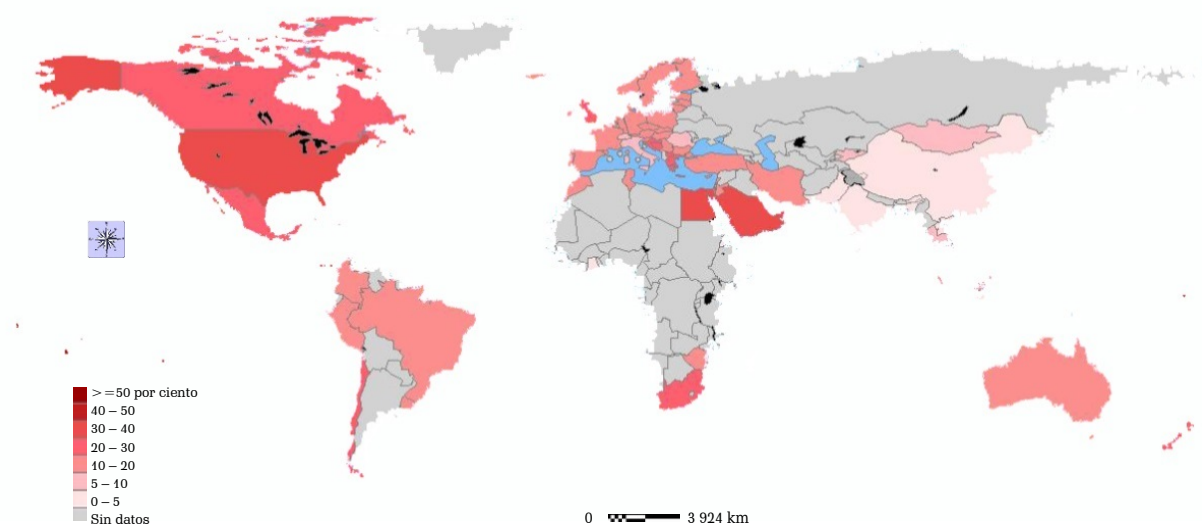 >=50 por ciento
40 – 50
30 – 40
20 – 30
10 – 20
5 – 10
0 – 5
Sin datos
0 3 924 km